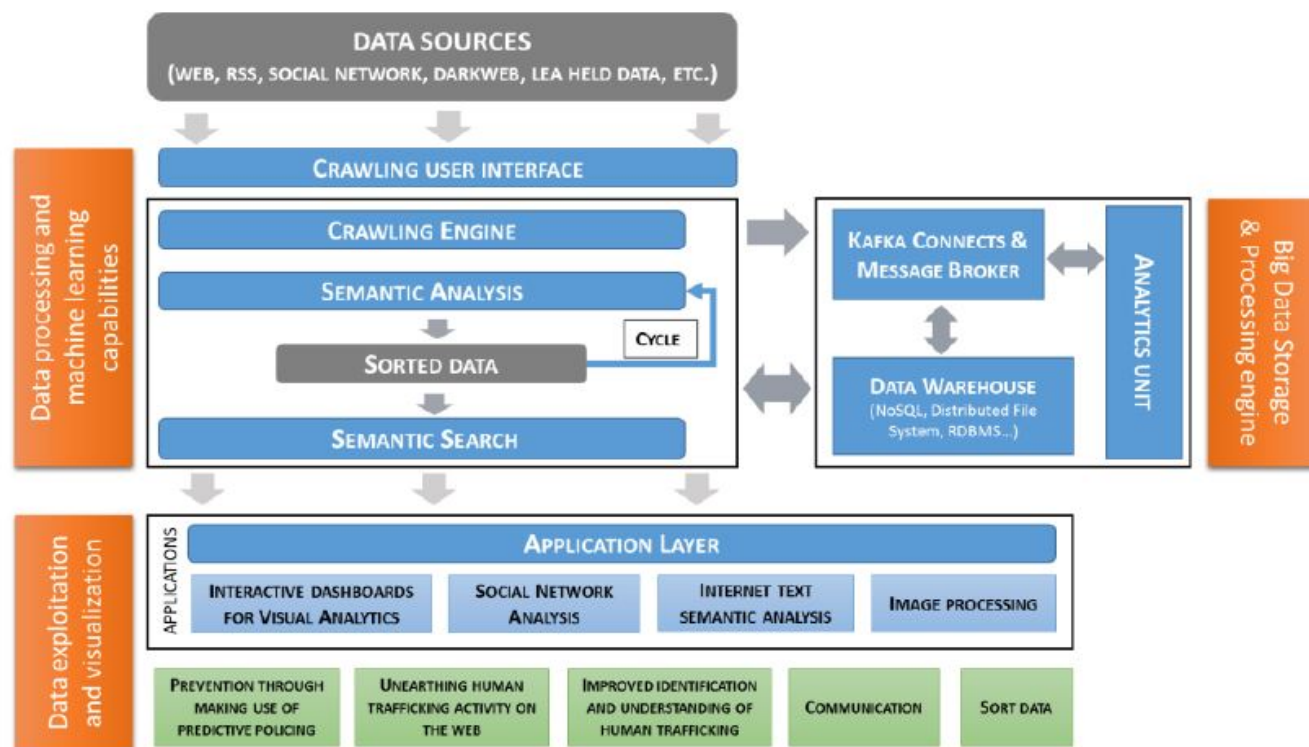 DATA SOURCES
(WEB, RSS, SOCIAL NETWORK, DARKWEB, LEA HELD DATA, ETC.)
Data processing and
machine learning
capabilities
CRAWLING USER INTERFACE
CRAWLING ENGINE
SEMANTIC ANALYSIS
CYCLE
SORTED DATA
SEMANTIC SEARCH
KAFKA CONNECTS &
MESSAGE BROKER
DATA WAREHOUSE
(NoSQL, Distributed File
System, RDBMS...)
ANALYTICS UNIT
Big Data Storage
& Processing engine
Data exploitation
and visualization
APPLICATIONS
APPLICATION LAYER
INTERACTIVE DASHBOARDS
FOR VISUAL ANALYTICS
SOCIAL NETWORK
ANALYSIS
INTERNET TEXT
SEMANTIC ANALYSIS
IMAGE PROCESSING
PREVENTION THROUGH
MAKING USE OF
PREDICTIVE POLICING
UNEARTHING HUMAN
TRAFFICKING ACTIVITY ON
THE WEB
IMPROVED IDENTIFICATION
AND UNDERSTANDING OF
HUMAN TRAFFICKING
COMMUNICATION
SORT DATA